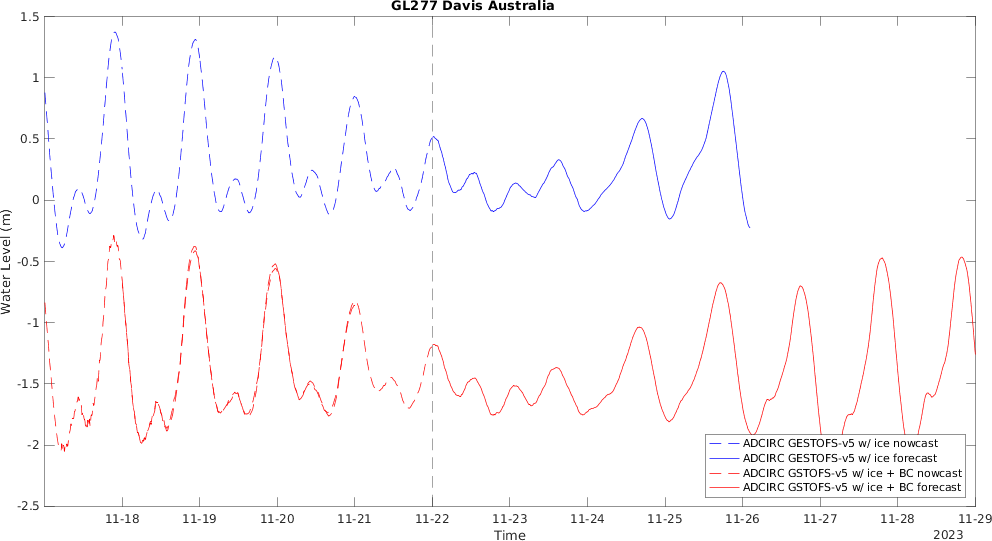 GL277 Davis Australia
Water Level (m)
1.5
1
0.5
0
-0.5
-1
-1.5
-2
-2.5
ADCIRC GESTOFS-v5 w/ ice nowcast
ADCIRC GESTOFS-v5 w/ ice forecast
ADCIRC GSTOFS-v5 w/ ice + BC nowcast
ADCIRC GSTOFS-v5 w/ ice + BC forecast
11-18 11-19 11-20 11-21 11-22 11-23 11-24 11-25 11-26 11-27 11-28 11-29
Time
2023